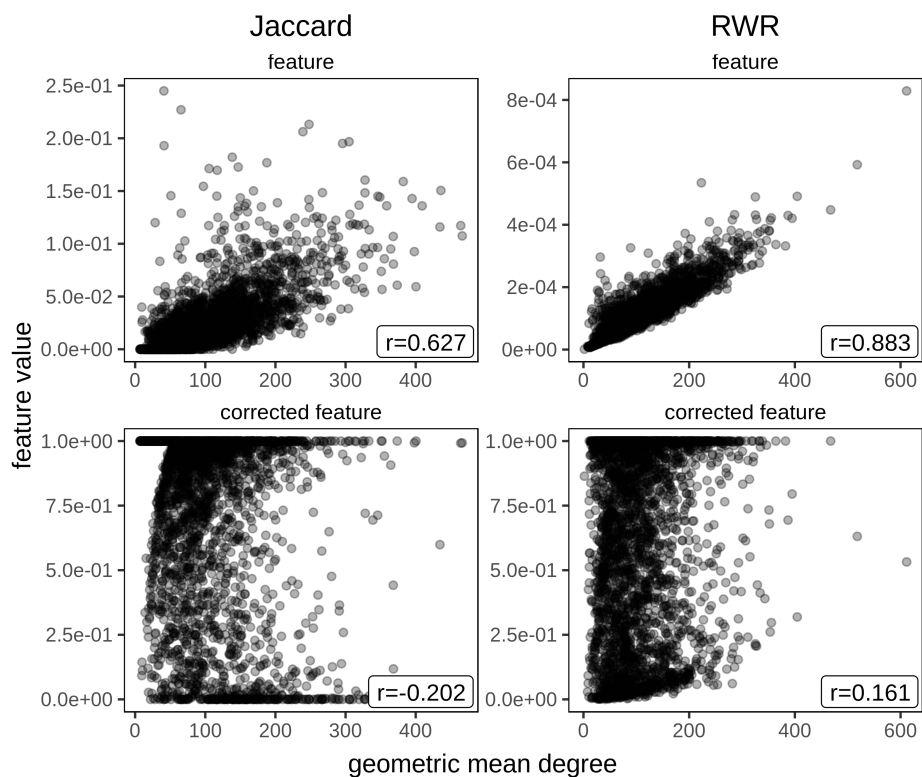 Jaccard
RWR
feature
feature
2.5e-01
2.0e-01
1.5e-01
1.0e-01
5.0e-02
0.0e+00
r=0.627
0 100 200 300 400
8e-04
6e-04
4e-04
2e-04
0e+00
r=0.883
0 200 400 600
feature value
corrected feature
corrected feature
1.0e+00
7.5e-01
5.0e-01
2.5e-01
0.0e+00
r=-0.202
0 100 200 300 400
1.0e+00
7.5e-01
5.0e-01
2.5e-01
0.0e+00
r=0.161
0 200 400 600
geometric mean degree